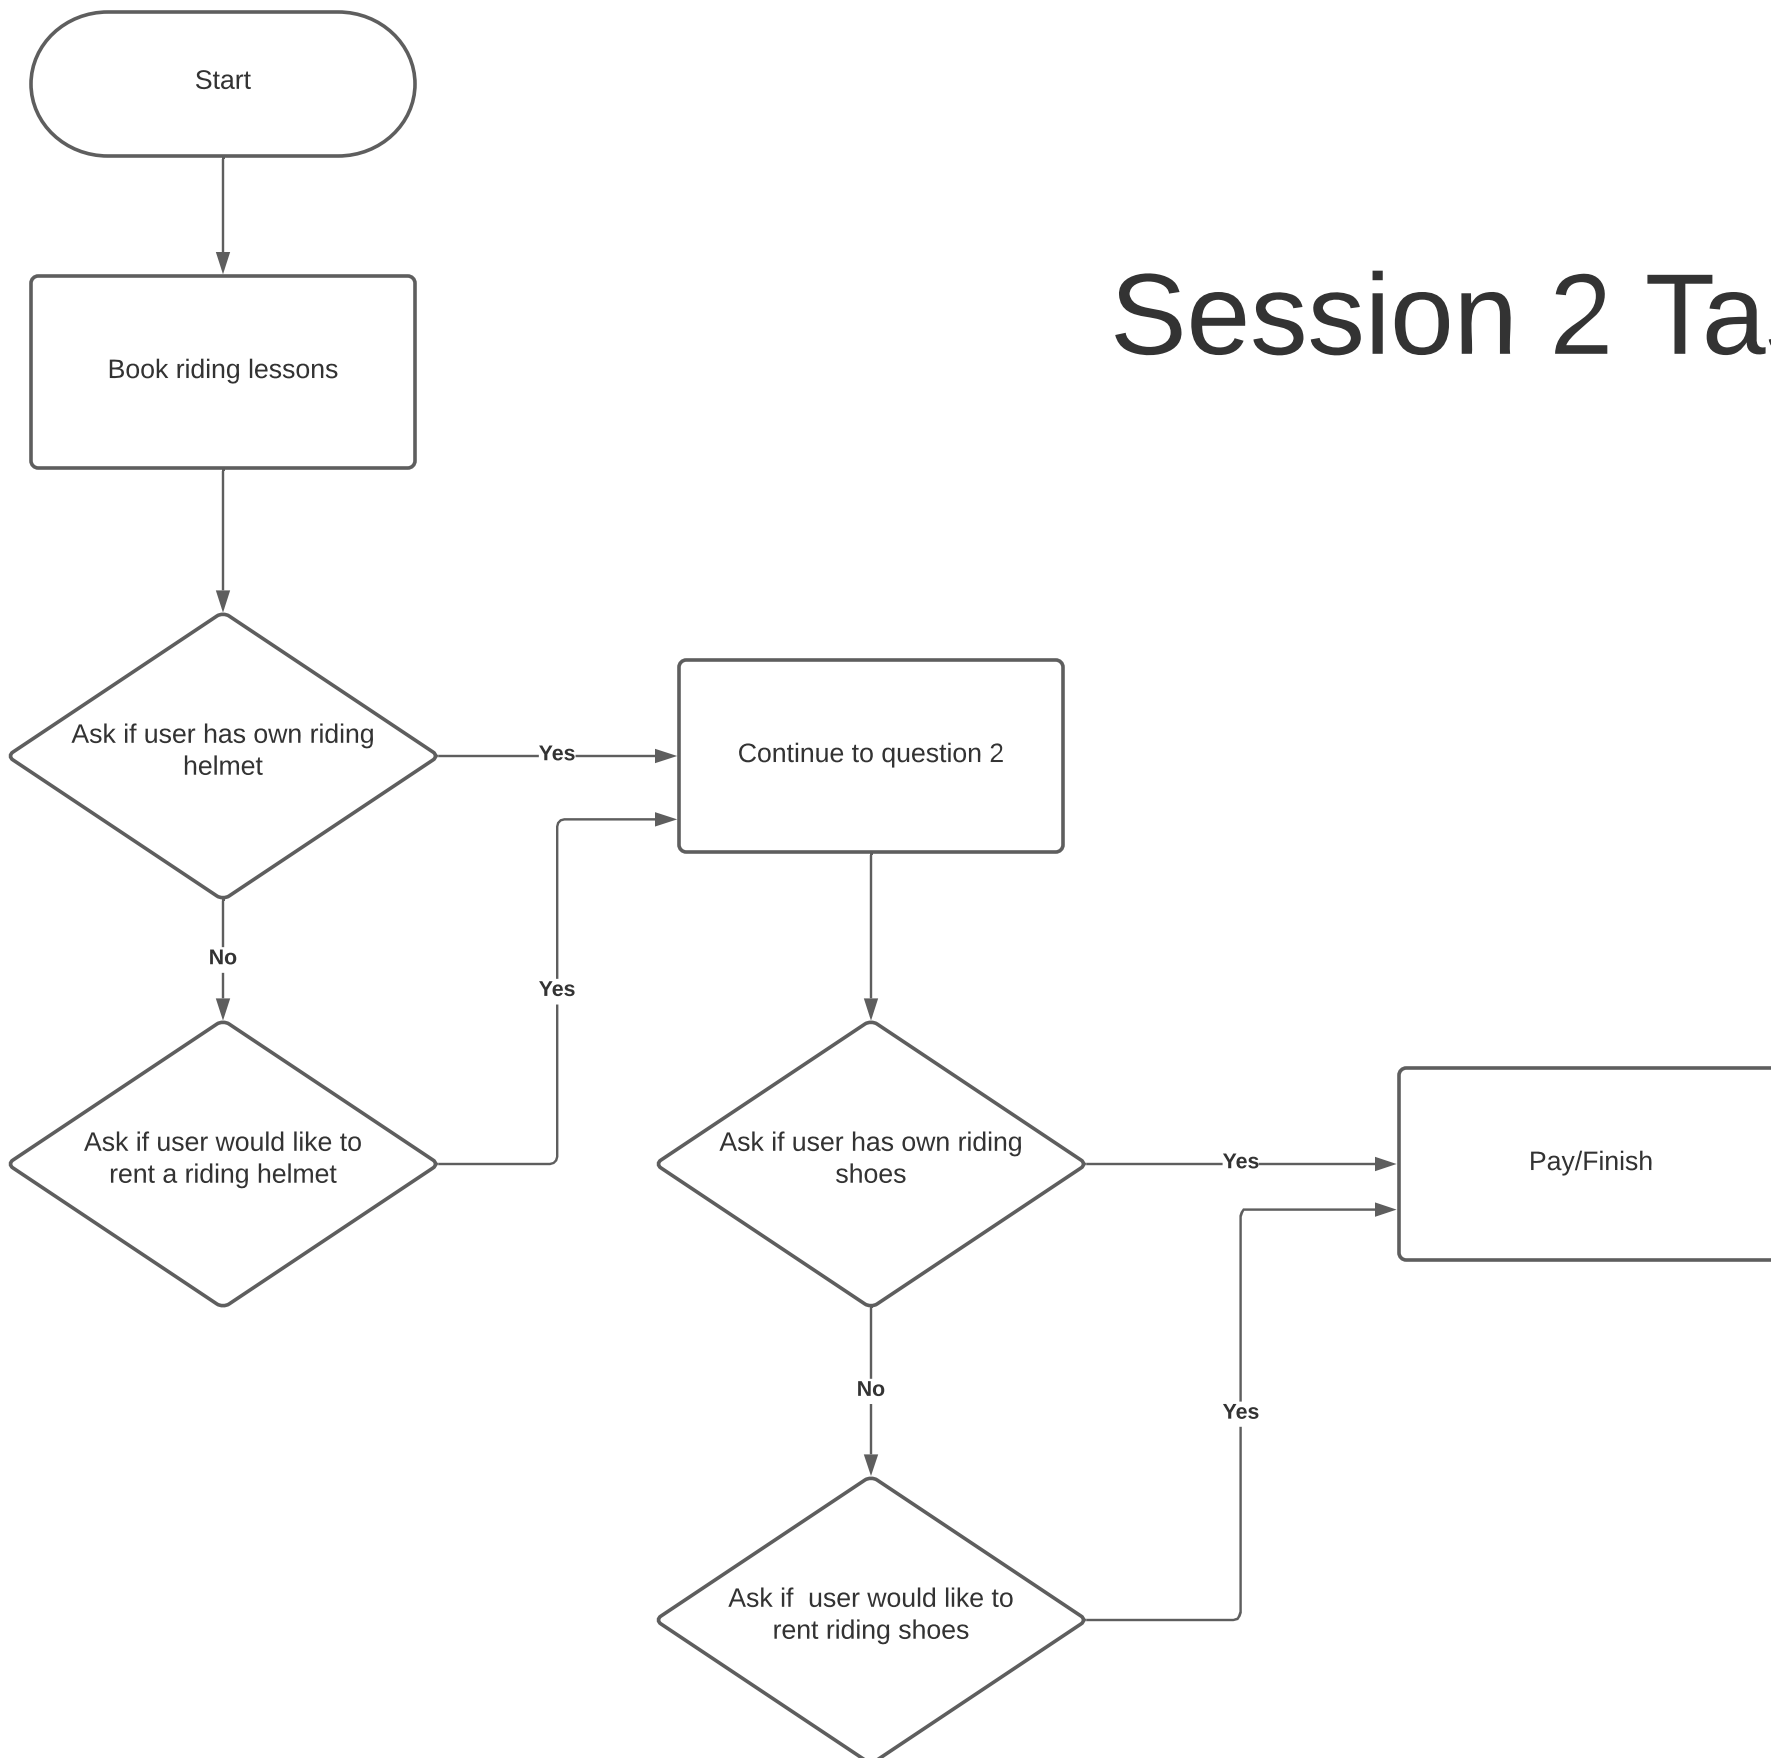 Start
Session 2
Book riding lessons
Ask if user has own riding
helmet
Yes
Continue to question 2
No
Yes
Ask if user would like to
rent a riding helmet
Ask if user has own riding
shoes
Yes
Pay/Finish
No
Yes
Ask if  user would like to
rent riding shoes